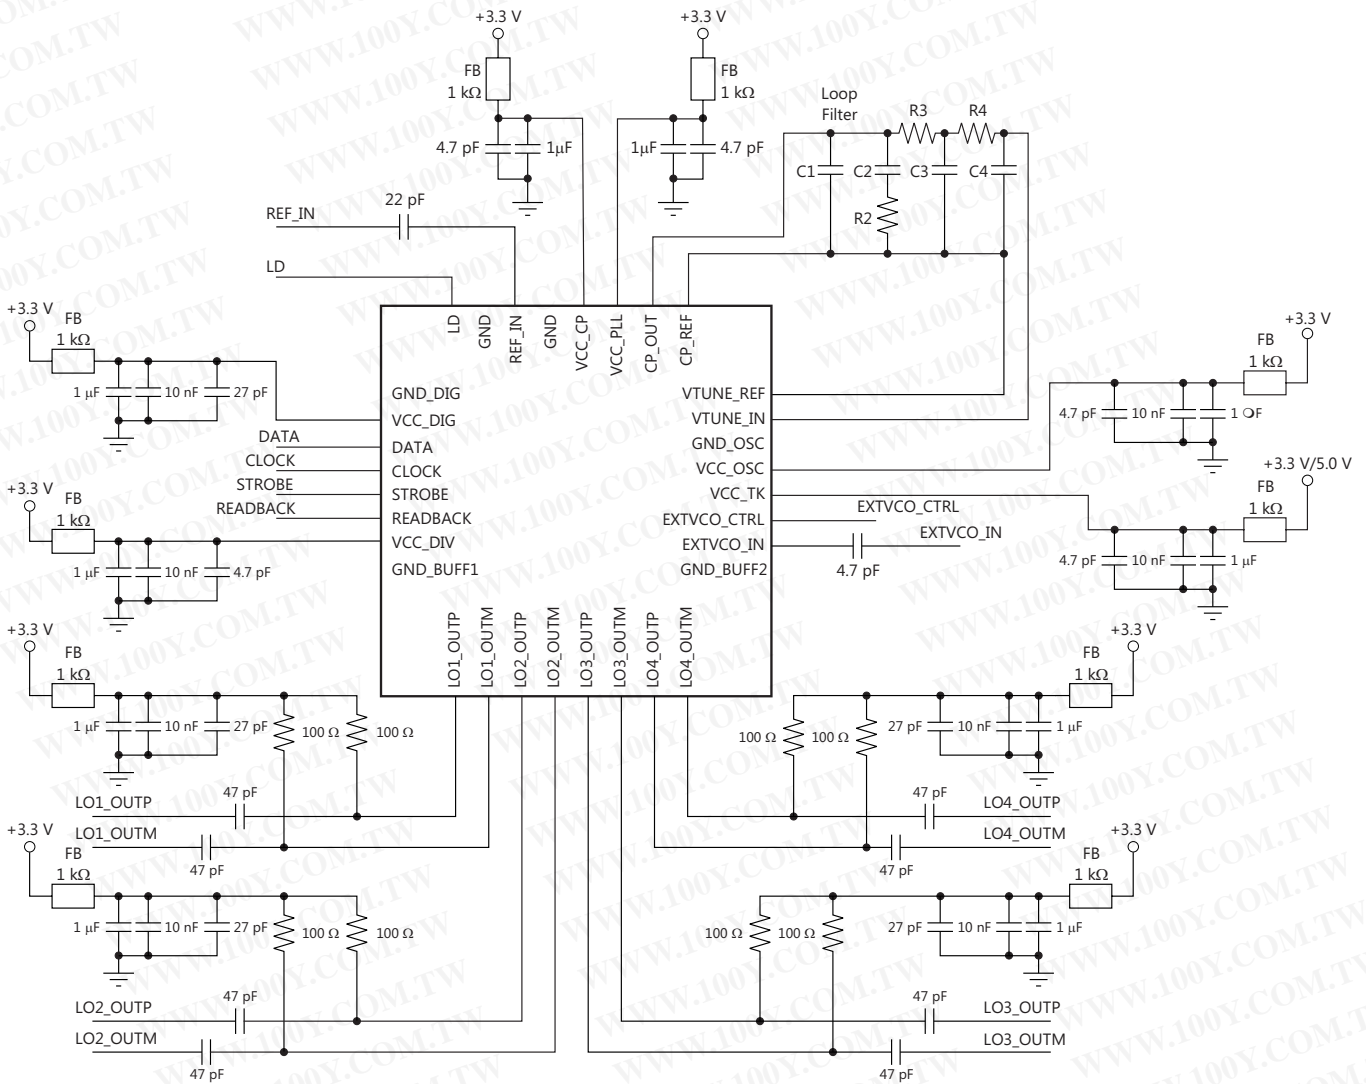 +3.3 V
+3.3 V
FB
1 kΩ
FB
1 kΩ
Loop
Filter
R3
R4
4.7 pF
1μF
1μF
4.7 pF
C1
C2
C3
C4
R2
REF_IN
22 pF
LD
+3.3 V
FB
1 kΩ
1 μF
10 nF
27 pF
LD
GND
REF_IN
GND
VCC_CP
VCC_PLL
CP_OUT
CP_REF
GND_DIG
VCC_DIG
DATA
CLOCK
STROBE
READBACK
VCC_DIV
GND_BUFF1
VTUNE_REF
VTUNE_IN
GND_OSC
VCC_OSC
VCC_TK
EXTVCO_CTRL
EXTVCO_IN
GND_BUFF2
DATA
CLOCK
STROBE
READBACK
+3.3 V
FB
1 kΩ
4.7 pF
10 nF
1 ❍F
+3.3 V/5.0 V
FB
1 kΩ
4.7 pF
10 nF
1 μF
EXTVCO_CTRL
EXTVCO_IN
4.7 pF
+3.3 V
FB
1 kΩ
1 μF
10 nF
4.7 pF
LO1_OUTP
LO1_OUTM
LO2_OUTP
LO2_OUTM
LO3_OUTP
LO3_OUTM
LO4_OUTP
LO4_OUTM
+3.3 V
FB
1 kΩ
1 μF
10 nF
27 pF
100 Ω
100 Ω
+3.3 V
FB
1 kΩ
100 Ω
100 Ω
27 pF
10 nF
1 μF
LO1_OUTP
47 pF
LO1_OUTM
47 pF
47 pF
LO4_OUTP
LO4_OUTM
47 pF
+3.3 V
FB
1 kΩ
1 μF
10 nF
27 pF
100 Ω
100 Ω
+3.3 V
FB
1 kΩ
100 Ω
100 Ω
27 pF
10 nF
1 μF
LO2_OUTP
47 pF
LO2_OUTM
47 pF
47 pF
LO3_OUTP
LO3_OUTM
47 pF
WWW.100Y.COM.TW